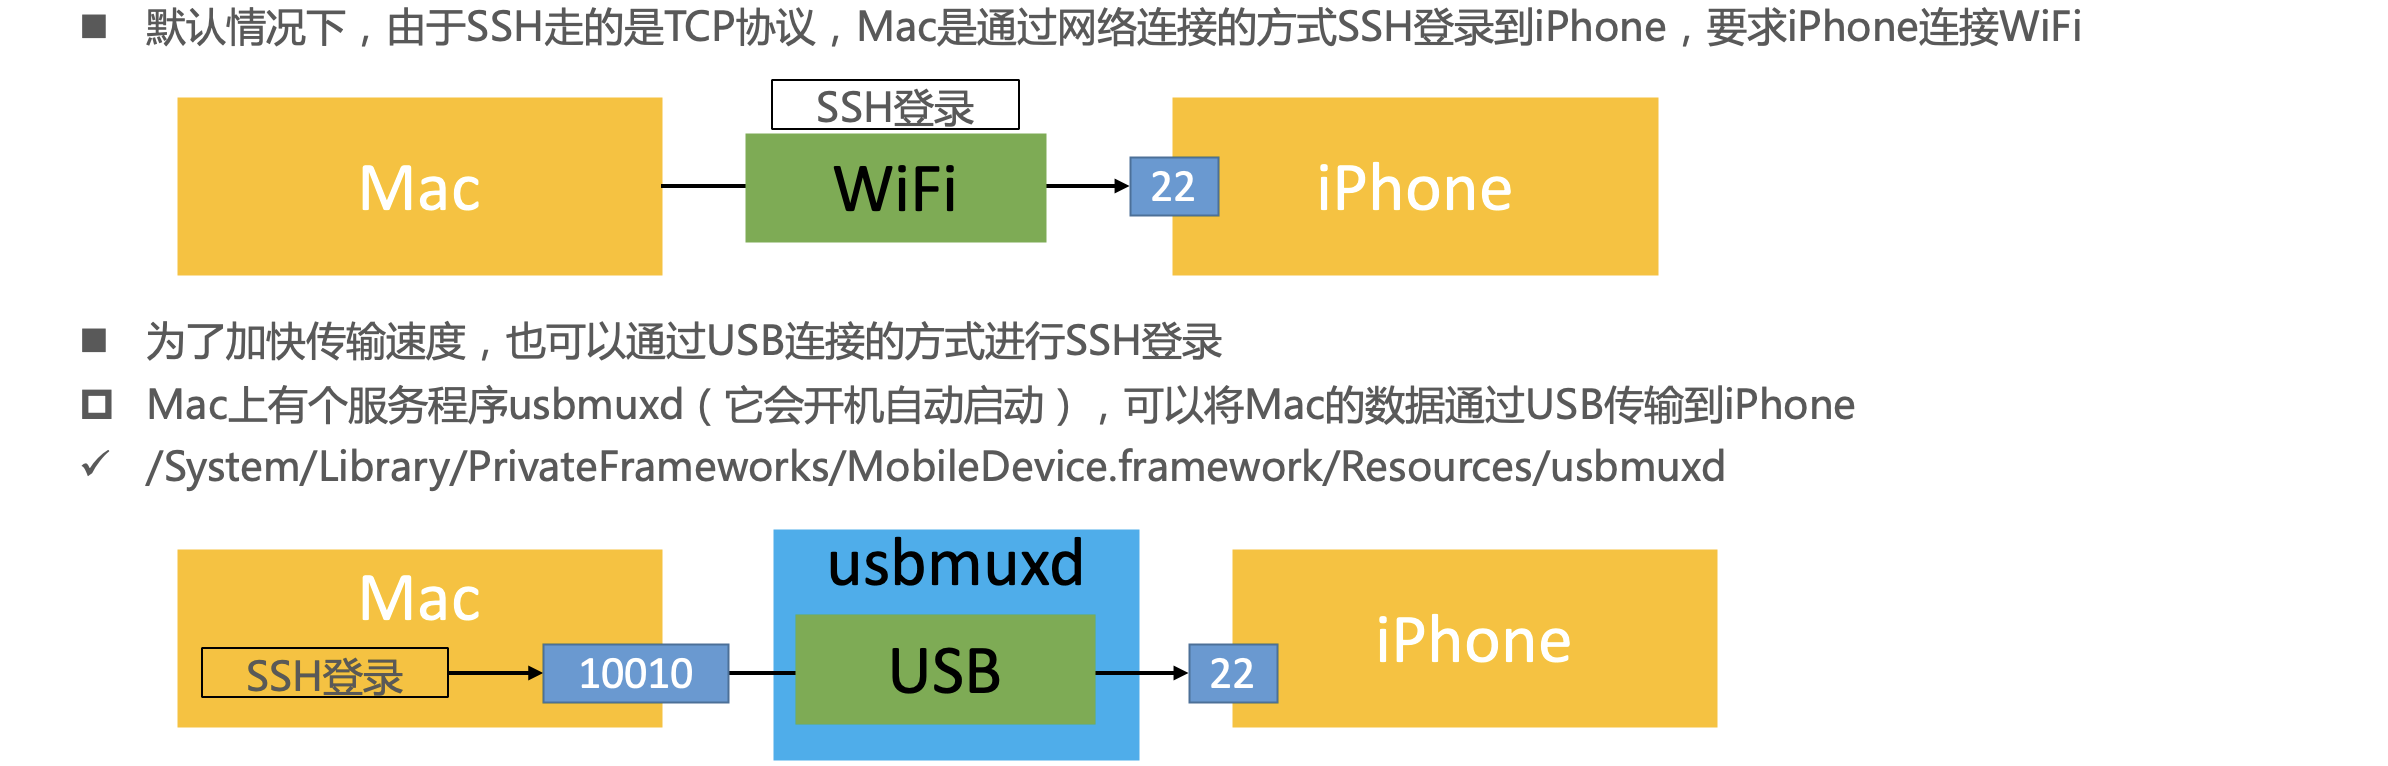 默认情况下，由于SSH走的是TCP协议，Mac是通过网络连接的方式SSH登录到iPhone，要求iPhone连接WiFi
SSH登录
Mac
WiFi
22
iPhone
为了加快传输速度，也可以通过USB连接的方式进行SSH登录
Mac上有个服务程序usbmuxd（它会开机自动启动），可以将Mac的数据通过USB传输到iPhone
/System/Library/PrivateFrameworks/MobileDevice.framework/Resources/usbmuxd
usbmuxd
Mac
iPhone
SSH登录
10010
USB
22